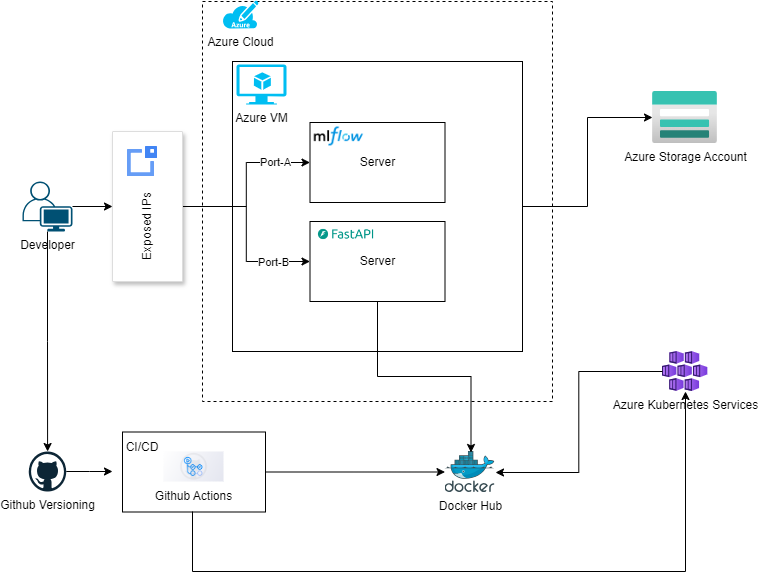 Azure
Azure Cloud
Azure VM
mlflow
Server
Port-A
FastAPI
Server
Port-B
Exposed IPs
Developer
Azure Storage Account
Azure Kubernetes Services
CI/CD
Github Actions
Github Versioning
docker
Docker Hub